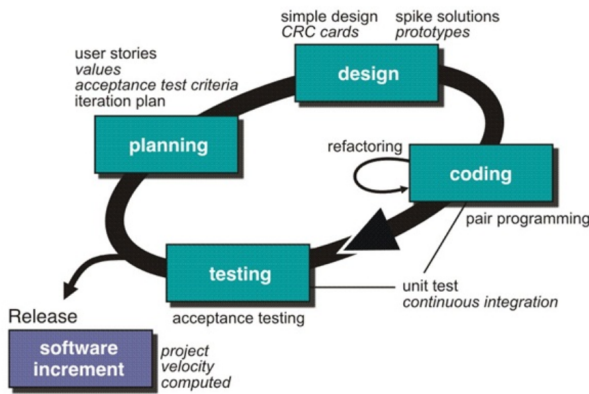 simple design
CRC cards
spike solutions
prototypes
design
user stories
values
acceptance test criteria
iteration plan
planning
refactoring
coding
pair programming
testing
unit test
continuous integration
acceptance testing
Release
software
increment
project
velocity
computed